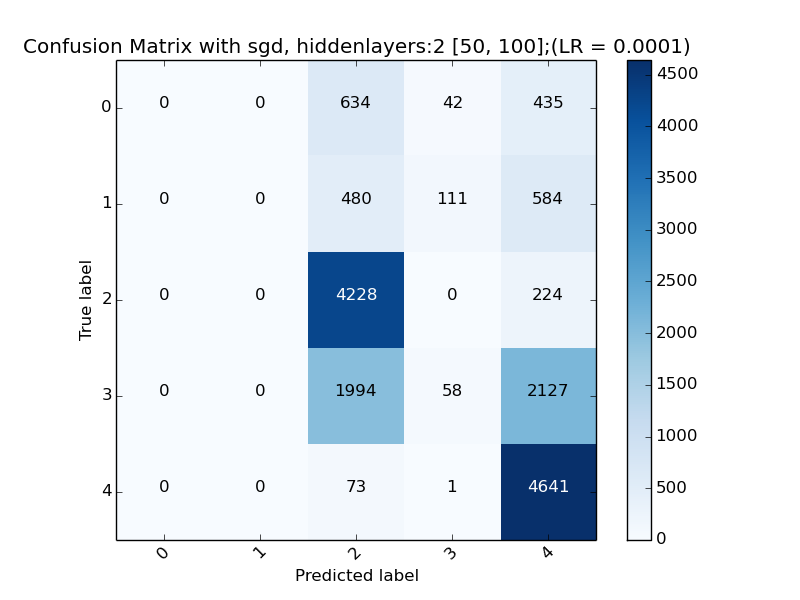 Confusion Matrix with sgd, hiddenlayers:2 [50, 100];(LR = 0.0001)
0 0 0 634 42 435
1 0 0 480 111 584
2 0 0 4228 0 224
3 0 0 1994 58 2127
4 0 0 73 1 4641
0 1 2 3 4
True label
Predicted label
4500
4000
3500
3000
2500
2000
1500
1000
500
0